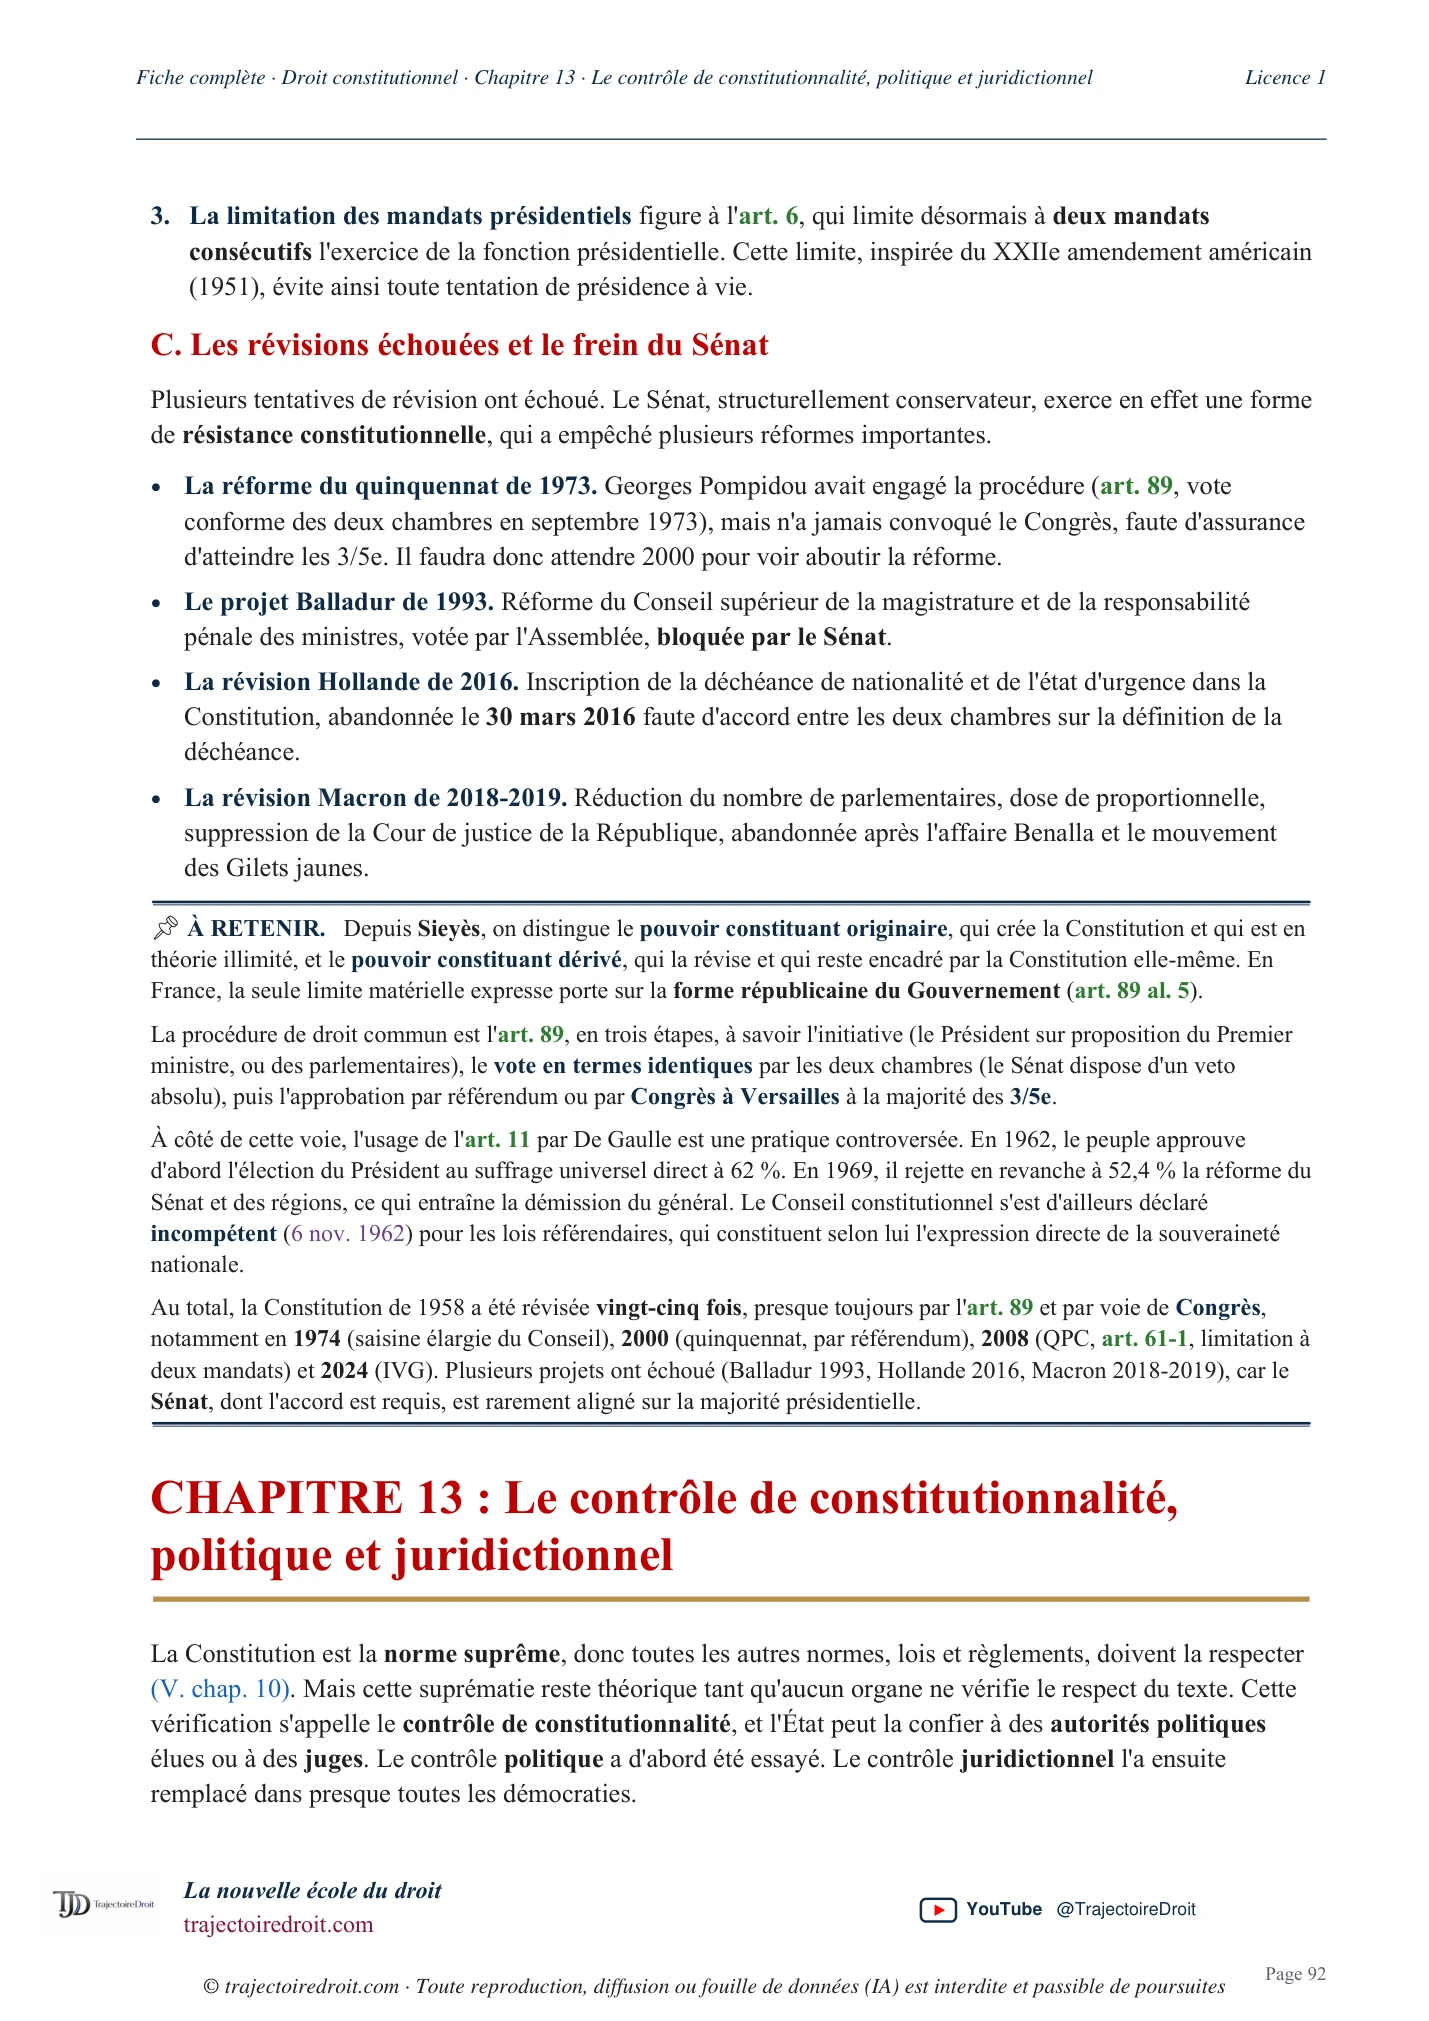 Fiche complète · Droit constitutionnel · Chapitre 13 · Le contrôle de constitutionnalité, politique et juridictionnel Licence 1
3. La limitation des mandats présidentiels figure à l'art. 6, qui limite désormais à deux mandats
consécutifs l'exercice de la fonction présidentielle. Cette limite, inspirée du XXIIe amendement américain
(1951), évite ainsi toute tentation de présidence à vie.
C. Les révisions échouées et le frein du Sénat
Plusieurs tentatives de révision ont échoué. Le Sénat, structurellement conservateur, exerce en effet une forme
de résistance constitutionnelle, qui a empêché plusieurs réformes importantes.
• La réforme du quinquennat de 1973. Georges Pompidou avait engagé la procédure (art. 89, vote
conforme des deux chambres en septembre 1973), mais n'a jamais convoqué le Congrès, faute d'assurance
d'atteindre les 3/5e. Il faudra donc attendre 2000 pour voir aboutir la réforme.
• Le projet Balladur de 1993. Réforme du Conseil supérieur de la magistrature et de la responsabilité
pénale des ministres, votée par l'Assemblée, bloquée par le Sénat.
• La révision Hollande de 2016. Inscription de la déchéance de nationalité et de l'état d'urgence dans la
Constitution, abandonnée le 30 mars 2016 faute d'accord entre les deux chambres sur la définition de la
déchéance.
• La révision Macron de 2018-2019. Réduction du nombre de parlementaires, dose de proportionnelle,
suppression de la Cour de justice de la République, abandonnée après l'affaire Benalla et le mouvement
des Gilets jaunes.
À RETENIR. Depuis Sieyès, on distingue le pouvoir constituant originaire, qui crée la Constitution et qui est en
théorie illimité, et le pouvoir constituant dérivé, qui la révise et qui reste encadré par la Constitution elle-même. En
France, la seule limite matérielle expresse porte sur la forme républicaine du Gouvernement (art. 89 al. 5).
La procédure de droit commun est l'art. 89, en trois étapes, à savoir l'initiative (le Président sur proposition du Premier
ministre, ou des parlementaires), le vote en termes identiques par les deux chambres (le Sénat dispose d'un veto
absolu), puis l'approbation par référendum ou par Congrès à Versailles à la majorité des 3/5e.
À côté de cette voie, l'usage de l'art. 11 par De Gaulle est une pratique controversée. En 1962, le peuple approuve
d'abord l'élection du Président au suffrage universel direct à 62 %. En 1969, il rejette en revanche à 52,4 % la réforme du
Sénat et des régions, ce qui entraîne la démission du général. Le Conseil constitutionnel s'est d'ailleurs déclaré
incompétent (6 nov. 1962) pour les lois référendaires, qui constituent selon lui l'expression directe de la souveraineté
nationale.
Au total, la Constitution de 1958 a été révisée vingt-cinq fois, presque toujours par l'art. 89 et par voie de Congrès,
notamment en 1974 (saisine élargie du Conseil), 2000 (quinquennat, par référendum), 2008 (QPC, art. 61-1, limitation à
deux mandats) et 2024 (IVG). Plusieurs projets ont échoué (Balladur 1993, Hollande 2016, Macron 2018-2019), car le
Sénat, dont l'accord est requis, est rarement aligné sur la majorité présidentielle.
CHAPITRE 13 : Le contrôle de constitutionnalité,
politique et juridictionnel
La Constitution est la norme suprême, donc toutes les autres normes, lois et règlements, doivent la respecter
(V. chap. 10). Mais cette suprématie reste théorique tant qu'aucun organe ne vérifie le respect du texte. Cette
vérification s'appelle le contrôle de constitutionnalité, et l'État peut la confier à des autorités politiques
élues ou à des juges. Le contrôle politique a d'abord été essayé. Le contrôle juridictionnel l'a ensuite
remplacé dans presque toutes les démocraties.
TJD TrajectoireDroit
La nouvelle école du droit
trajectoiredroit.com
YouTube @TrajectoireDroit
© trajectoiredroit.com · Toute reproduction, diffusion ou fouille de données (IA) est interdite et passible de poursuites
Page 92